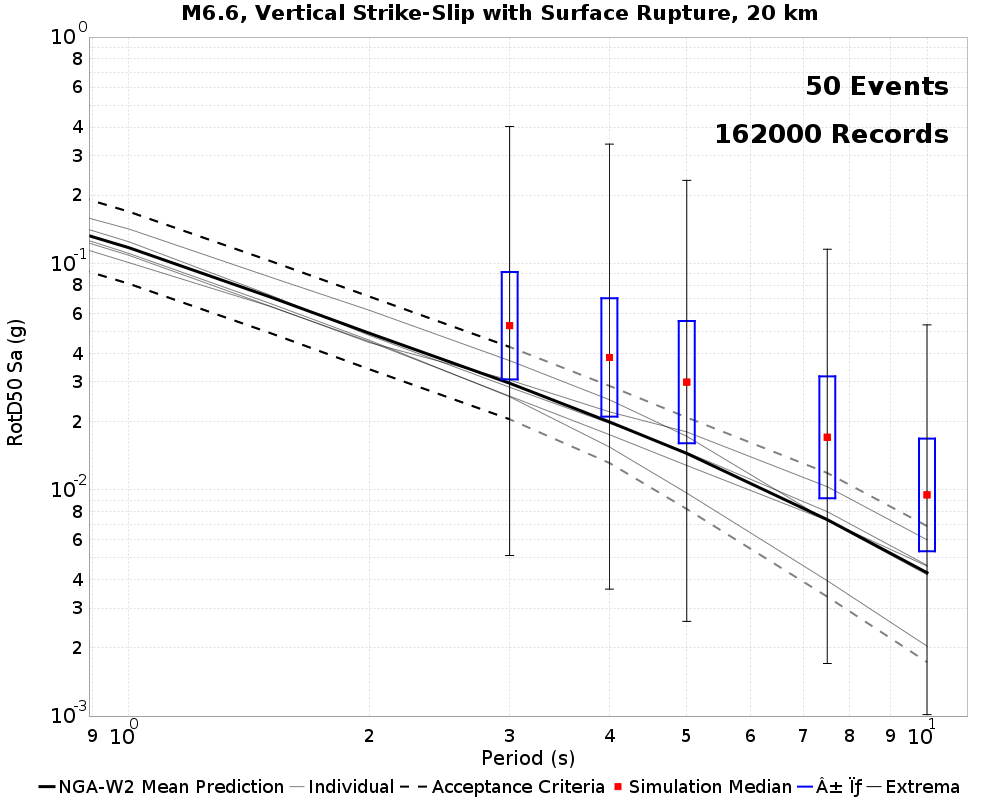 M6.6, Vertical Strike-Slip with Surface Rupture, 20 km
10^0
8
6
4
3
2
10^-1
8
6
4
3
2
10^-2
8
6
4
3
2
10^-3
50 Events
162000 Records
RotD50 Sa (g)
9 10^0 2 3 4 5 6 7 8 9 10^1
Period (s)
NGA-W2 Mean Prediction Individual Acceptance Criteria Simulation Median Â± Ïƒ Extrema